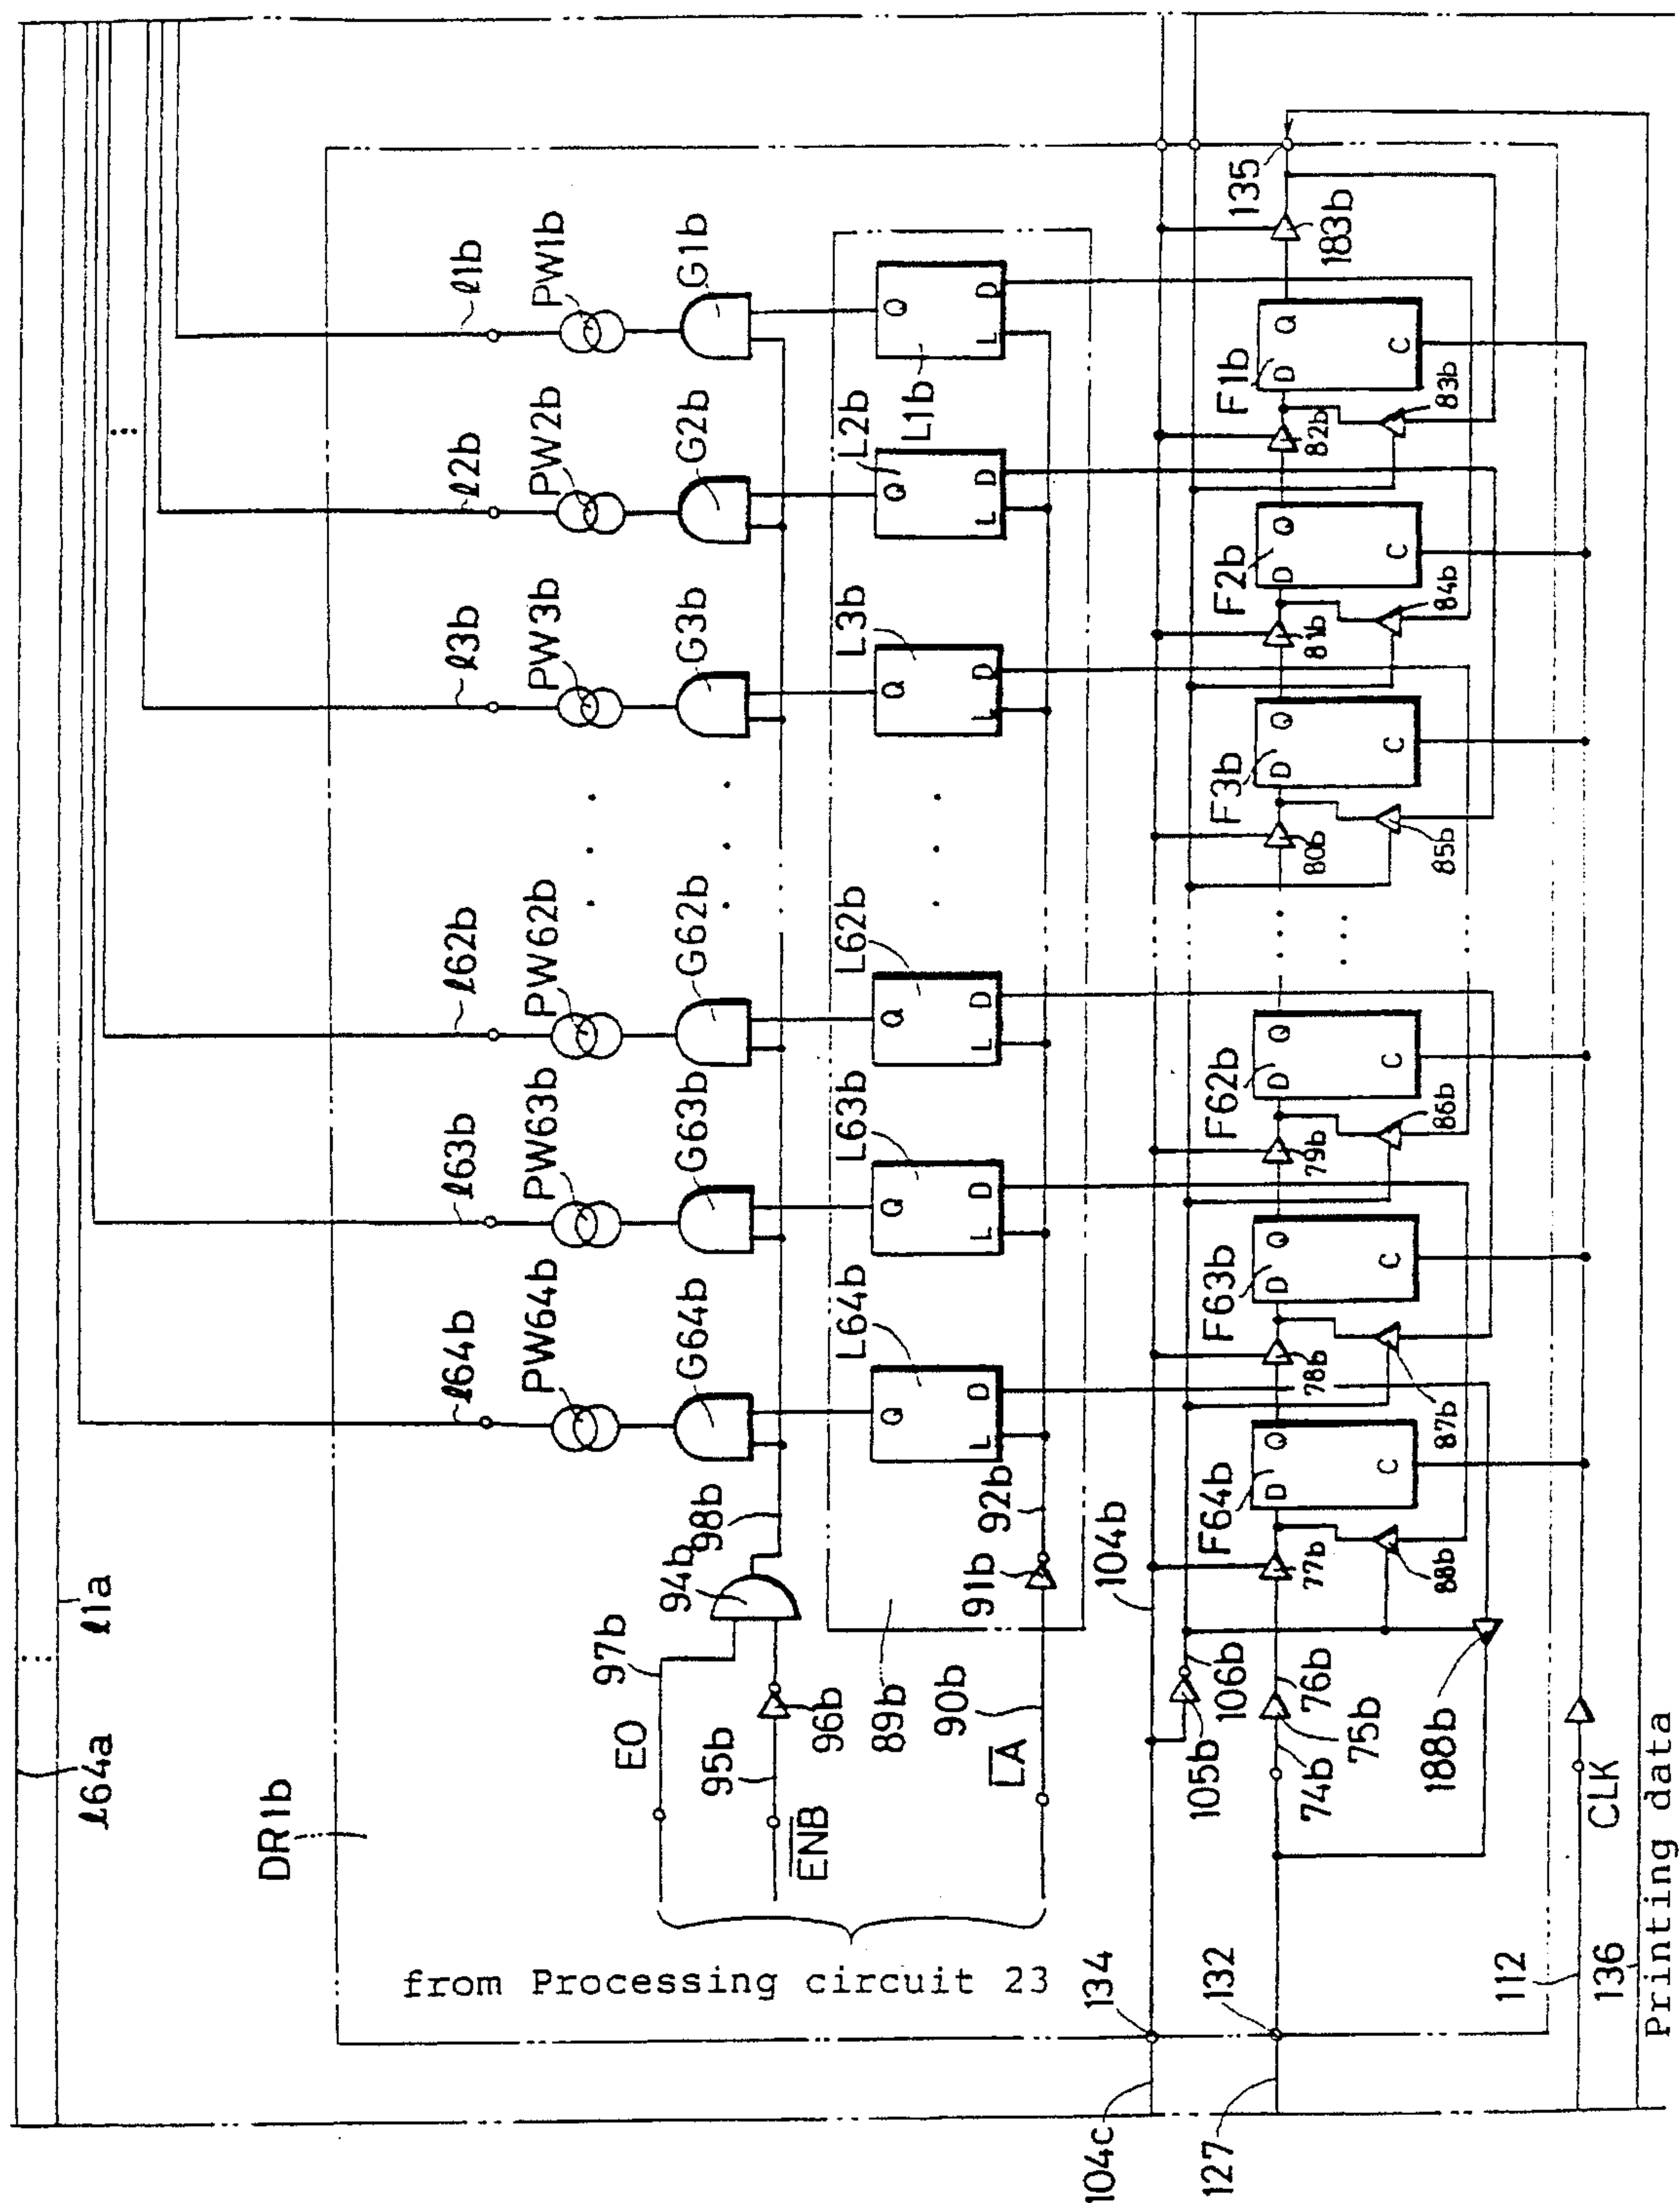 ℓ64a
ℓ1a
DR1b
ℓ64b
ℓ63b
ℓ62b
ℓ3b
ℓ2b
ℓ1b
PW64b
PW63b
PW62b
PW3b
PW2b
PW1b
G64b
G63b
G62b
G3b
G2b
G1b
EO
97b
94b
98b
ENB
95b
96b
89b
LA
90b
91b
92b
from Processing circuit 23
L64b
L63b
L62b
L3b
L2b
L1b
Q
Q
Q
Q
Q
Q
L D
L D
L D
L D
L D
L D
104c
134
104b
105b
106b
127
132
74b
75b
76b
188b
77b
78b
79b
80b
81b
82b
183b
135
F64b
F63b
F62b
F3b
F2b
F1b
D Q
D Q
D Q
D Q
D Q
D Q
C
C
C
C
C
C
88b
87b
86b
85b
84b
83b
112
CLK
136
Printing data